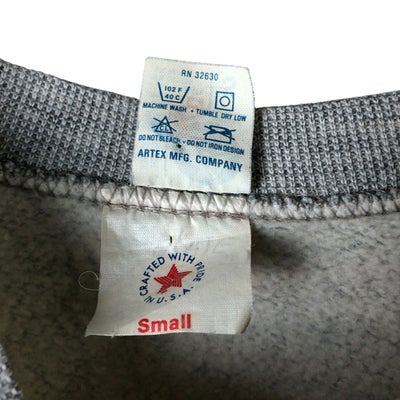 RN 32630
102 F
40 C
MACHINE WASH • TUMBLE DRY LOW
CL
DO NOT BLEACH • DO NOT IRON DESIGN
ARTEX MFG. COMPANY
CRAFTED WITH PRIDE
IN U.S.A.
Small